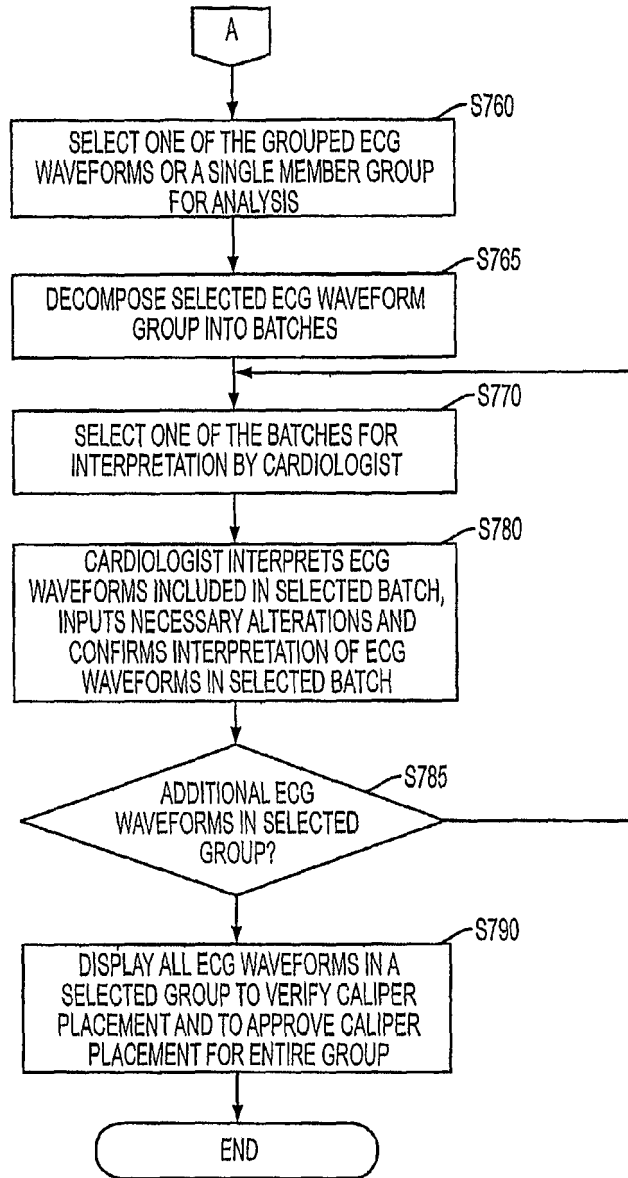 A
S760
SELECT ONE OF THE GROUPED ECG
WAVEFORMS OR A SINGLE MEMBER GROUP
FOR ANALYSIS
S765
DECOMPOSE SELECTED ECG WAVEFORM
GROUP INTO BATCHES
S770
SELECT ONE OF THE BATCHES FOR
INTERPRETATION BY CARDIOLOGIST
S780
CARDIOLOGIST INTERPRETS ECG
WAVEFORMS INCLUDED IN SELECTED BATCH,
INPUTS NECESSARY ALTERATIONS AND
CONFIRMS INTERPRETATION OF ECG
WAVEFORMS IN SELECTED BATCH
S785
ADDITIONAL ECG
WAVEFORMS IN SELECTED
GROUP?
S790
DISPLAY ALL ECG WAVEFORMS IN A
SELECTED GROUP TO VERIFY CALIPER
PLACEMENT AND TO APPROVE CALIPER
PLACEMENT FOR ENTIRE GROUP
END